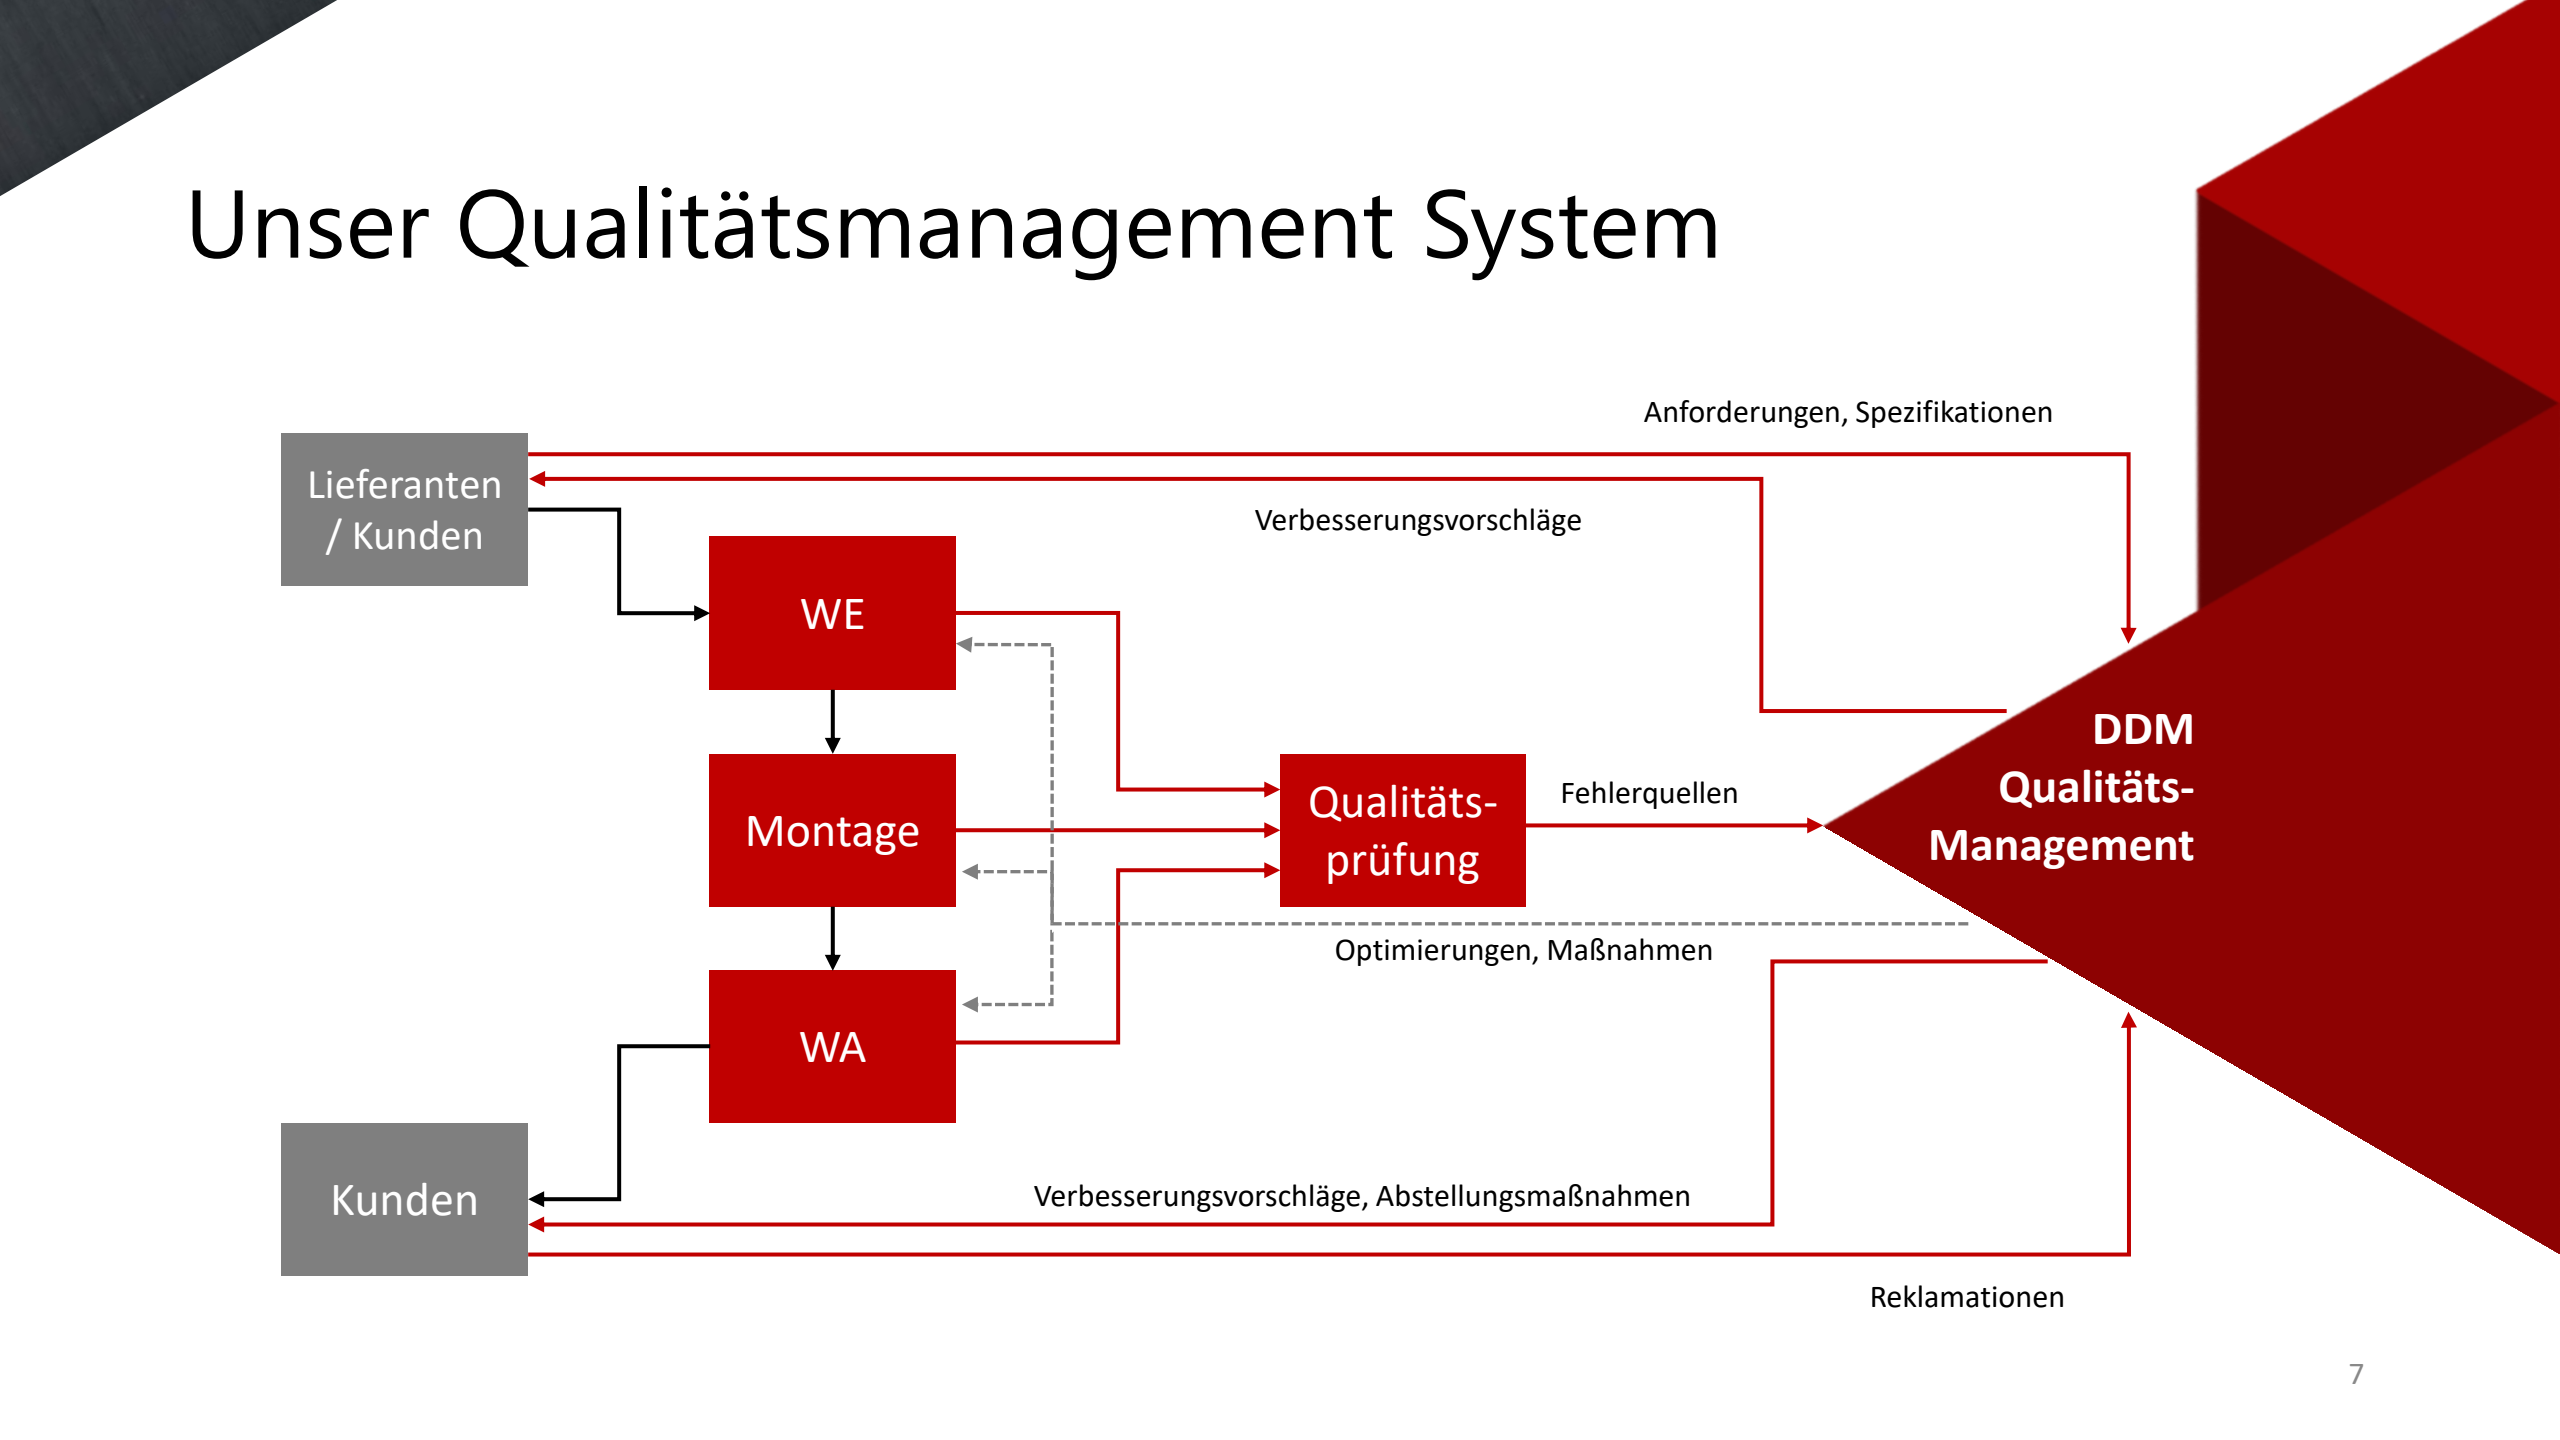 Unser Qualitätsmanagement System
Anforderungen, Spezifikationen
Lieferanten
/ Kunden
Verbesserungsvorschläge
WE
DDM
Qualitäts-
Management
Montage
Qualitäts-
prüfung
Fehlerquellen
Optimierungen, Maßnahmen
WA
Kunden
Verbesserungsvorschläge, Abstellungsmaßnahmen
Reklamationen
7